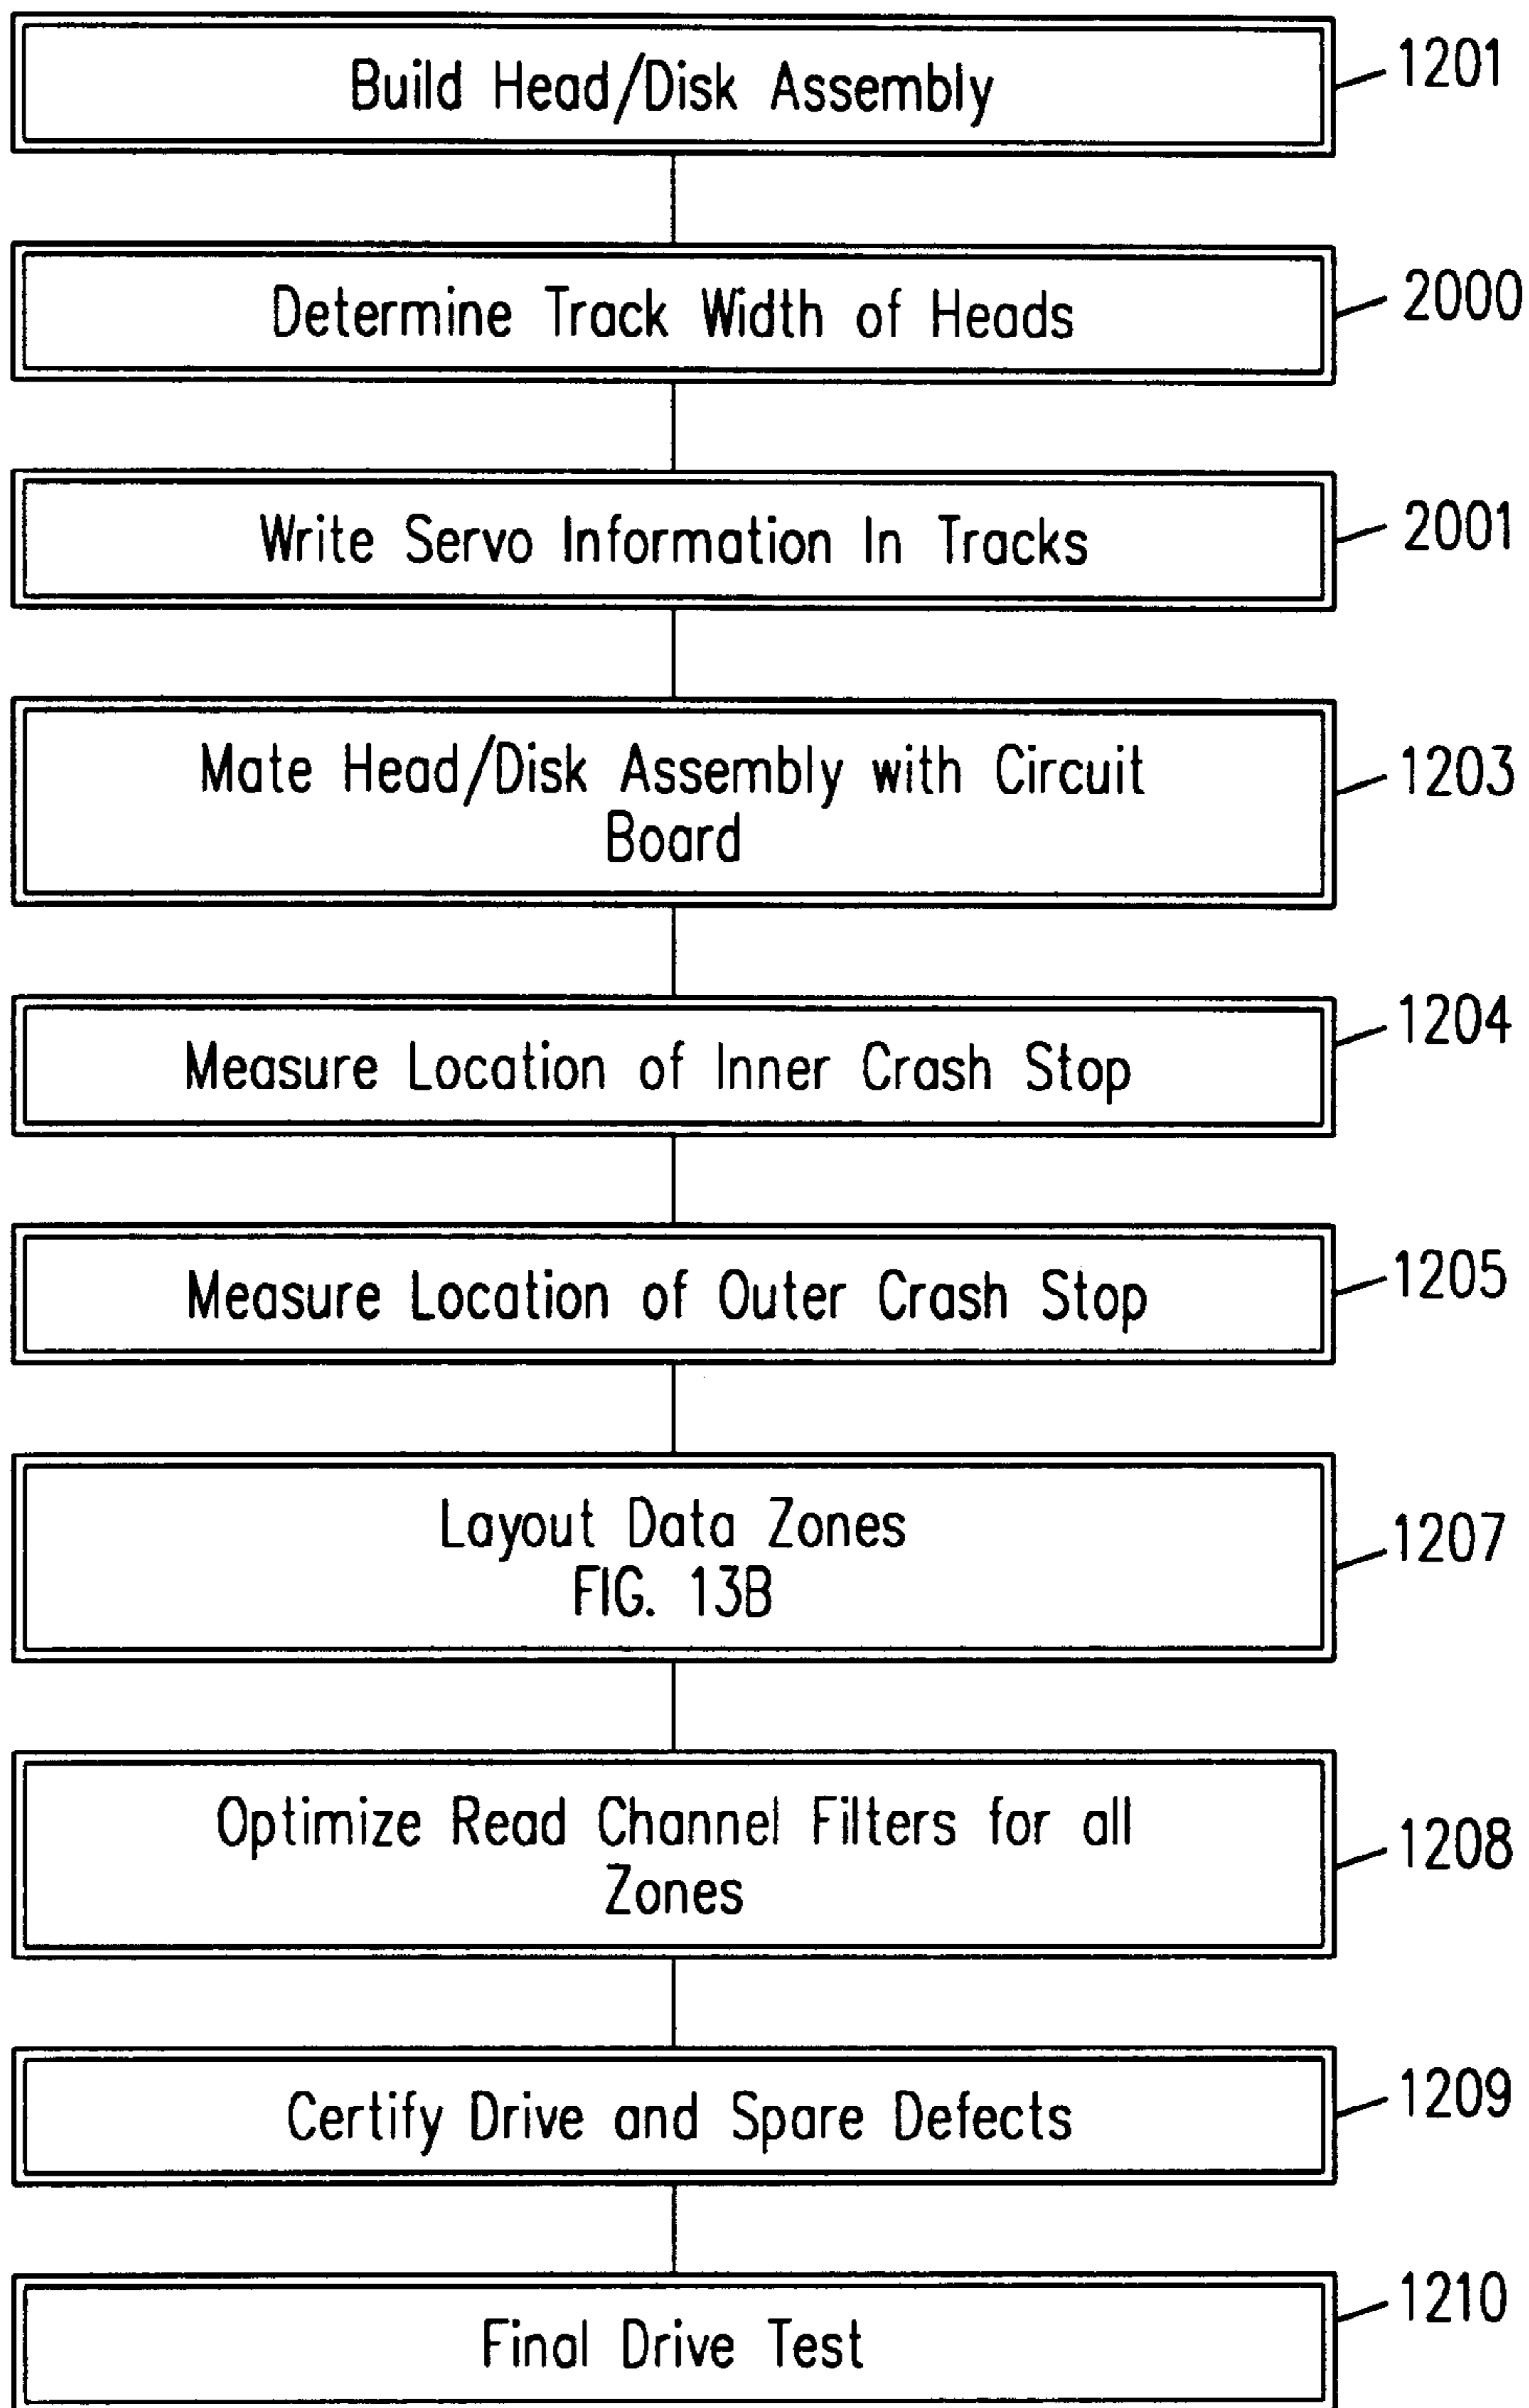 Build Head/Disk Assembly
1201
Determine Track Width of Heads
2000
Write Servo Information In Tracks
2001
Mate Head/Disk Assembly with Circuit
Board
1203
Measure Location of Inner Crash Stop
1204
Measure Location of Outer Crash Stop
1205
Layout Data Zones
FIG. 13B
1207
Optimize Read Channel Filters for all
Zones
1208
Certify Drive and Spare Defects
1209
Final Drive Test
1210